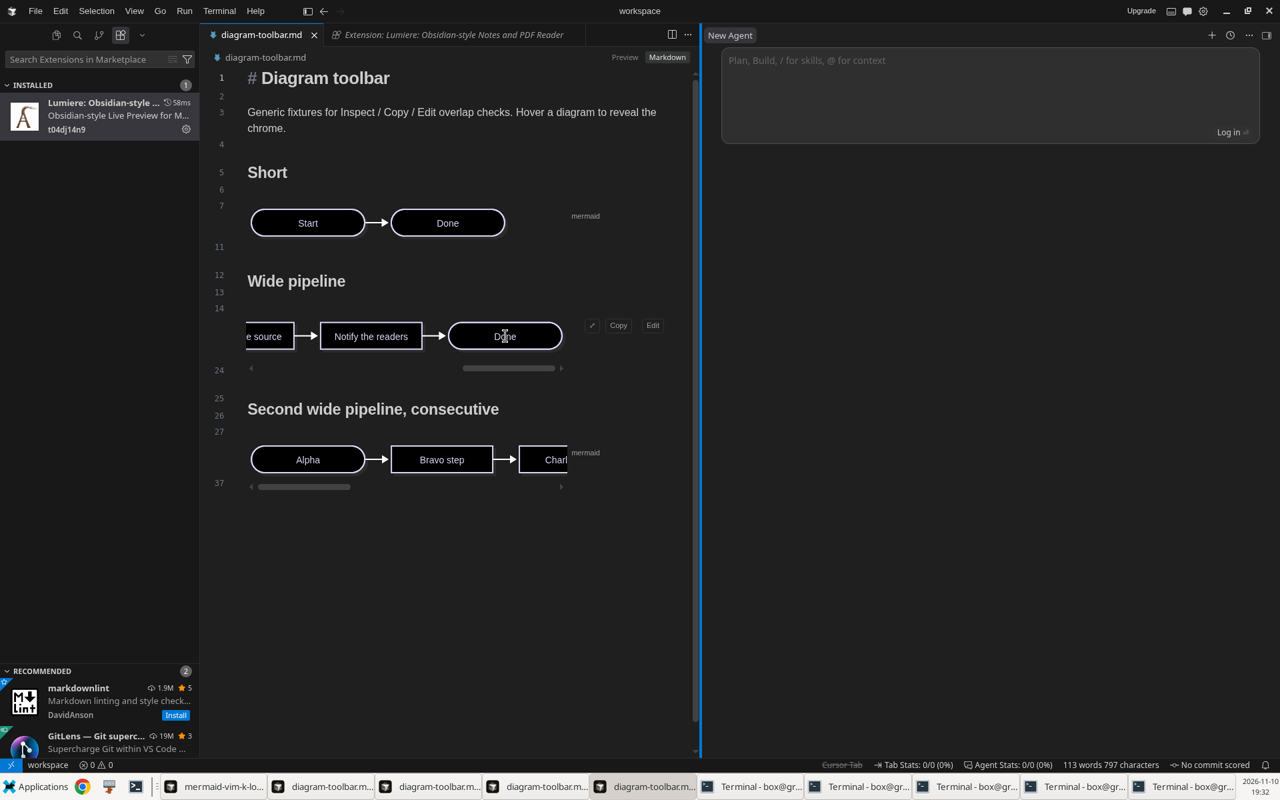 File Edit Selection View Go Run Terminal Help
workspace
Upgrade
Search Extensions in Marketplace
INSTALLED 1
Lumiere: Obsidian-style ... 58ms
Obsidian-style Live Preview for M...
t04dj14n9
RECOMMENDED 2
markdownlint 1.9M 5
Markdown linting and style check...
DavidAnson Install
GitLens — Git superc... 19M 3
Supercharge Git within VS Code ...
diagram-toolbar.md
Extension: Lumiere: Obsidian-style Notes and PDF Reader
diagram-toolbar.md Preview Markdown
1 # Diagram toolbar
2
3 Generic fixtures for Inspect / Copy / Edit overlap checks. Hover a diagram to reveal the
chrome.
4
5 Short
6
7 Start Done mermaid
11
12 Wide pipeline
13
14
e source Notify the readers Done Copy Edit
24
25 Second wide pipeline, consecutive
26
27
Alpha Bravo step Charl mermaid
37
New Agent
Plan, Build, / for skills, @ for context
Log in
workspace 0 0 Cursor Tab Tab Stats: 0/0 (0%) Agent Stats: 0/0 (0%) 113 words 797 characters No commit scored
Applications mermaid-vim-k-lo... diagram-toolbar.m... diagram-toolbar.m... diagram-toolbar.m... diagram-toolbar.m... Terminal - box@gr... Terminal - box@gr... Terminal - box@gr... Terminal - box@gr... Terminal - box@gr...
2026-11-10
19:32